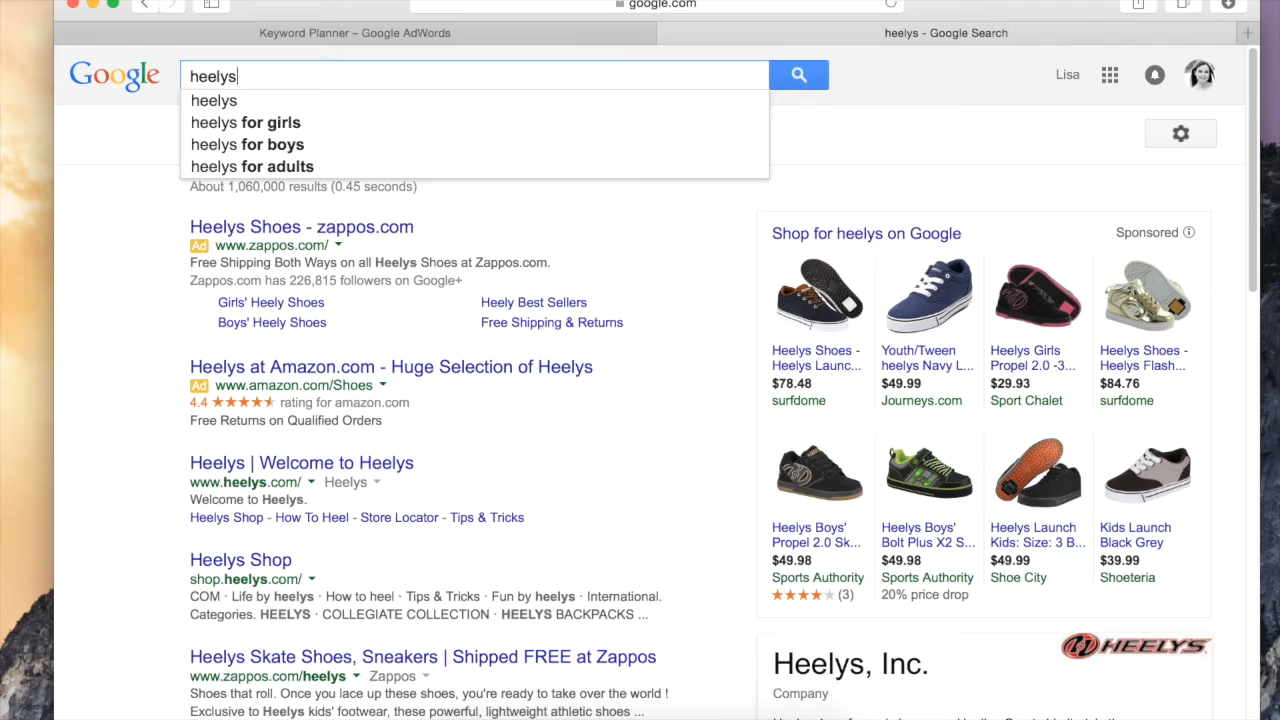 google.com
Keyword Planner – Google AdWords
heelys - Google Search
Google
heelys
Lisa
heelys
heelys for girls
heelys for boys
heelys for adults
About 1,060,000 results (0.45 seconds)
Heelys Shoes - zappos.com
Ad www.zappos.com/
Free Shipping Both Ways on all Heelys Shoes at Zappos.com.
Zappos.com has 226,815 followers on Google+
Girls' Heely Shoes
Heely Best Sellers
Boys' Heely Shoes
Free Shipping & Returns
Heelys at Amazon.com - Huge Selection of Heelys
Ad www.amazon.com/Shoes
4.4 ★★★★★ rating for amazon.com
Free Returns on Qualified Orders
Heelys | Welcome to Heelys
www.heelys.com/ Heelys
Welcome to Heelys.
Heelys Shop - How To Heel - Store Locator - Tips & Tricks
Heelys Shop
shop.heelys.com/
COM · Life by heelys · How to heel · Tips & Tricks · Fun by heelys · International.
Categories. HEELYS · COLLEGIATE COLLECTION · HEELYS BACKPACKS ...
Heelys Skate Shoes, Sneakers | Shipped FREE at Zappos
www.zappos.com/heelys Zappos
Shoes that roll. Once you lace up these shoes, you're ready to take over the world !
Exclusive to Heelys kids' footwear, these powerful, lightweight athletic shoes ...
Shop for heelys on Google
Sponsored
Heelys Shoes -
Heelys Launc...
$78.48
surfdome
Youth/Tween
heelys Navy L...
$49.99
Journeys.com
Heelys Girls
Propel 2.0 -3...
$29.93
Sport Chalet
Heelys Shoes -
Heelys Flash...
$84.76
surfdome
Heelys Boys'
Propel 2.0 Sk...
$49.98
Sports Authority
★★★★★ (3)
Heelys Boys'
Bolt Plus X2 S...
$49.98
Sports Authority
20% price drop
Heelys Launch
Kids: Size: 3 B...
$49.99
Shoe City
Kids Launch
Black Grey
$39.99
Shoeteria
HEELYS
Heelys, Inc.
Company